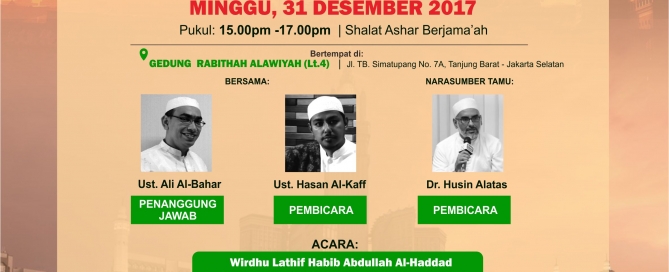 MINGGU, 31 DESEMBER 2017
Pukul: 15.00pm -17.00pm | Shalat Ashar Berjama'ah
Bertempat di:
GEDUNG RABITHAH ALAWIYAH (Lt.4) | Jl. TB. Simatupang No. 7A, Tanjung Barat - Jakarta Selatan
BERSAMA:
NARASUMBER TAMU:
Ust. Ali Al-Bahar
Ust. Hasan Al-Kaff
Dr. Husin Alatas
PENANGGUNG
JAWAB
PEMBICARA
PEMBICARA
ACARA:
Wirdhu Lathif Habib Abdullah Al-Haddad